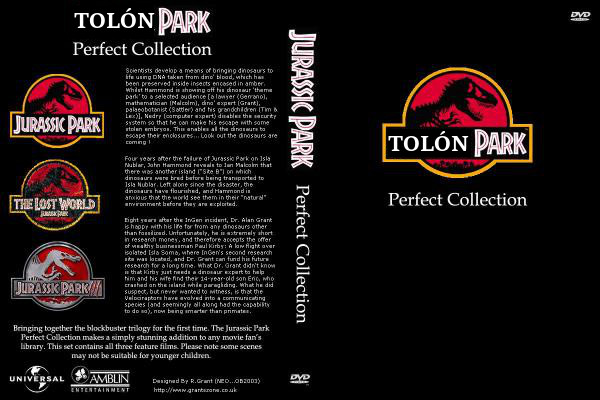 TOLÓN PARK
Perfect Collection
JURASSIC PARK
THE LOST WORLD
JURASSIC PARK
JURASSIC PARK
Scientists develop a means of bringing dinosaurs to
life using DNA taken from dino' blood, which has
been preserved inside insects encased in amber.
Whilst Hammond is showing off his dinosaur 'theme
park' to a selected audience [a lawyer (Gerrano),
mathematician (Malcolm), dino' expert (Grant),
palaeobotanist (Sattler) and his grandchildren (Tim &
Lex)], Nedry (computer expert) disables the security
system so that he can make his escape with some
stolen embryos. This enables all the dinosaurs to
escape their enclosures... Look out the dinosaurs are
coming !
Four years after the failure of Jurassic Park on Isla
Nublar, John Hammond reveals to Ian Malcolm that
there was another island ("Site B") on which
dinosaurs were bred before being transported to
Isla Nublar. Left alone since the disaster, the
dinosaurs have flourished, and Hammond is
anxious that the world see them in their "natural"
environment before they are exploited.
Eight years after the InGen incident, Dr. Alan Grant
is happy with his life far from any dinosaurs other
than fossilized. Unfortunately, he is extremely short
in research money, and therefore accepts the offer
of wealthy businessman Paul Kirby: A low flight over
isolated Isla Sorna, where InGen's second research
site was located, and Dr. Grant can fund his future
research for a long time. What Dr. Grant didn't know
is that Kirby just needs a dinosaur expert to help
him and his wife find their 14-year-old son Eric, who
crashed on the island while paragliding. What he did
suspect, but never wanted to witness, is that the
Velociraptors have evolved into a communicating
species (and seemingly all along had the capability
to do so), now being smarter than primates.
Bringing together the blockbuster trilogy for the first time. The Jurassic Park
Perfect Collection makes a simply stunning addition to any movie fan's
library. This set contains all three feature films. Please note some scenes
may not be suitable for younger children.
UNIVERSAL
AMBLIN
ENTERTAINMENT
Designed By R.Grant (NEO...OB2003)
http://www.grantszone.co.uk
JURASSIC PARK Perfect Collection
DVD
DVD
TOLÓN PARK
Perfect Collection